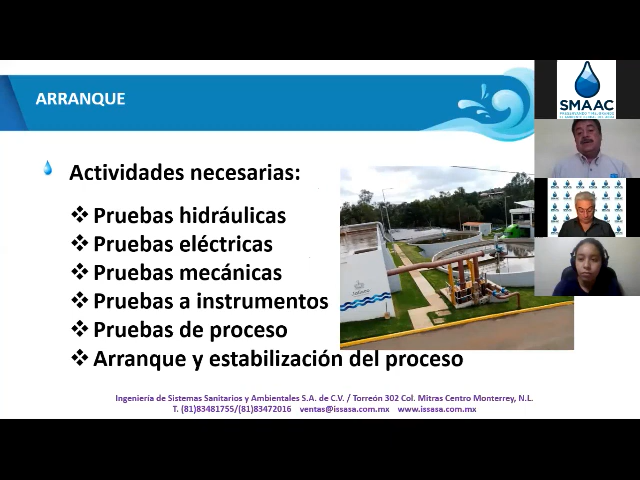 ARRANQUE
Actividades necesarias:
Pruebas hidráulicas
Pruebas eléctricas
Pruebas mecánicas
Pruebas a instrumentos
Pruebas de proceso
Arranque y estabilización del proceso
Ingeniería de Sistemas Sanitarios y Ambientales S.A. de C.V. / Torreón 302 Col. Mitras Centro Monterrey, N.L.
T. (81)83481755/(81)83472016 ventas@issasa.com.mx www.issasa.com.mx
SMAAC